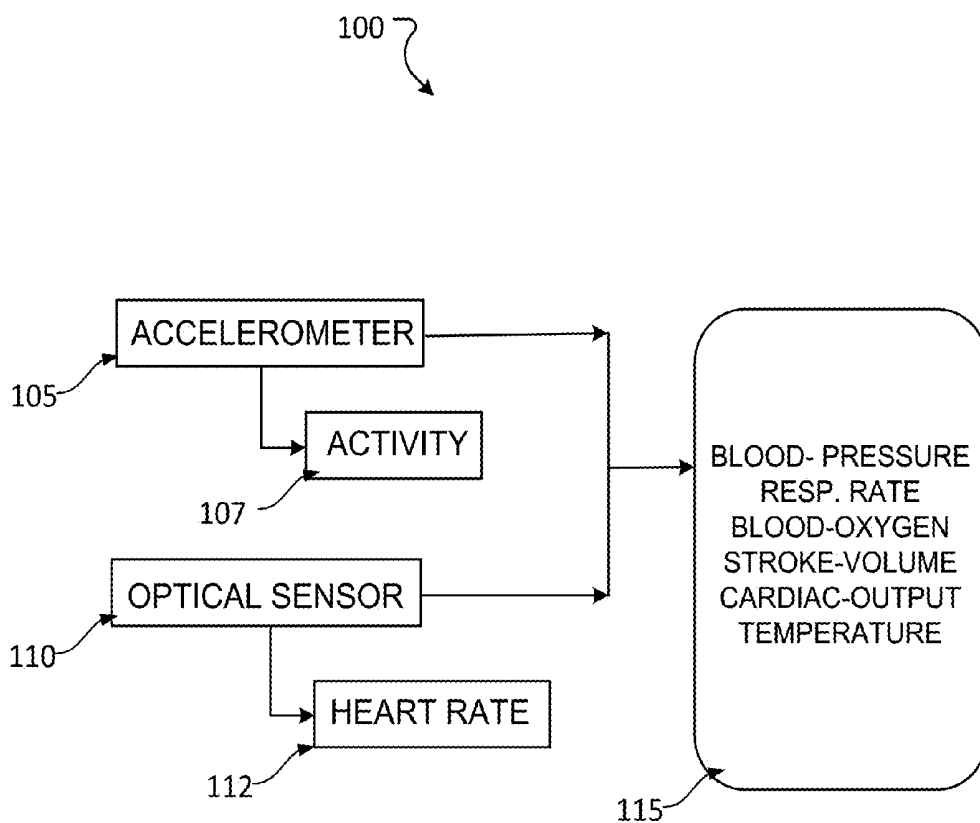 100
ACCELEROMETER
105
ACTIVITY
107
OPTICAL SENSOR
110
HEART RATE
112
BLOOD- PRESSURE
RESP. RATE
BLOOD-OXYGEN
STROKE-VOLUME
CARDIAC-OUTPUT
TEMPERATURE
115